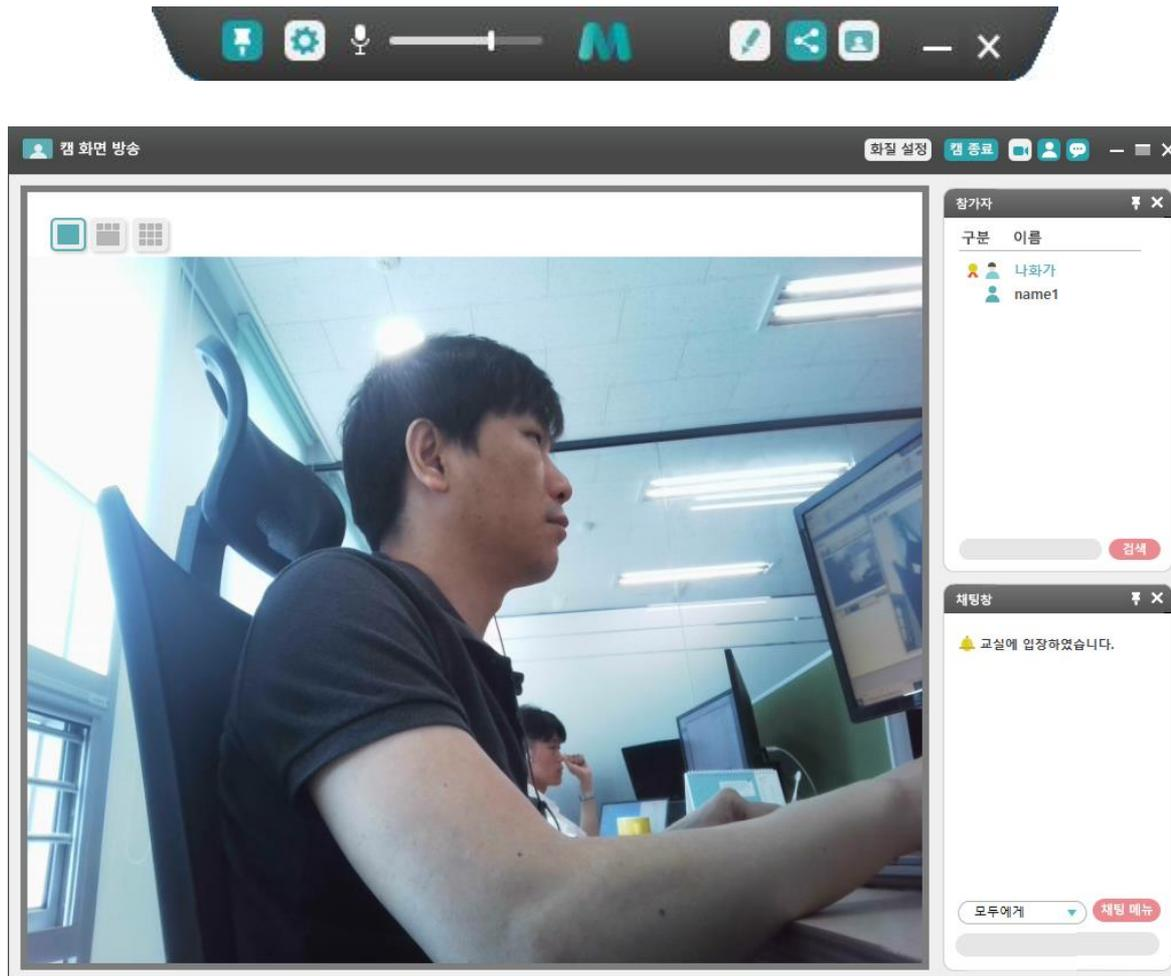 M
캠 화면 방송
화질 설정
캠 종료
참가자
구분 이름
나화가
name1
검색
채팅창
교실에 입장하였습니다.
모두에게
채팅 메뉴